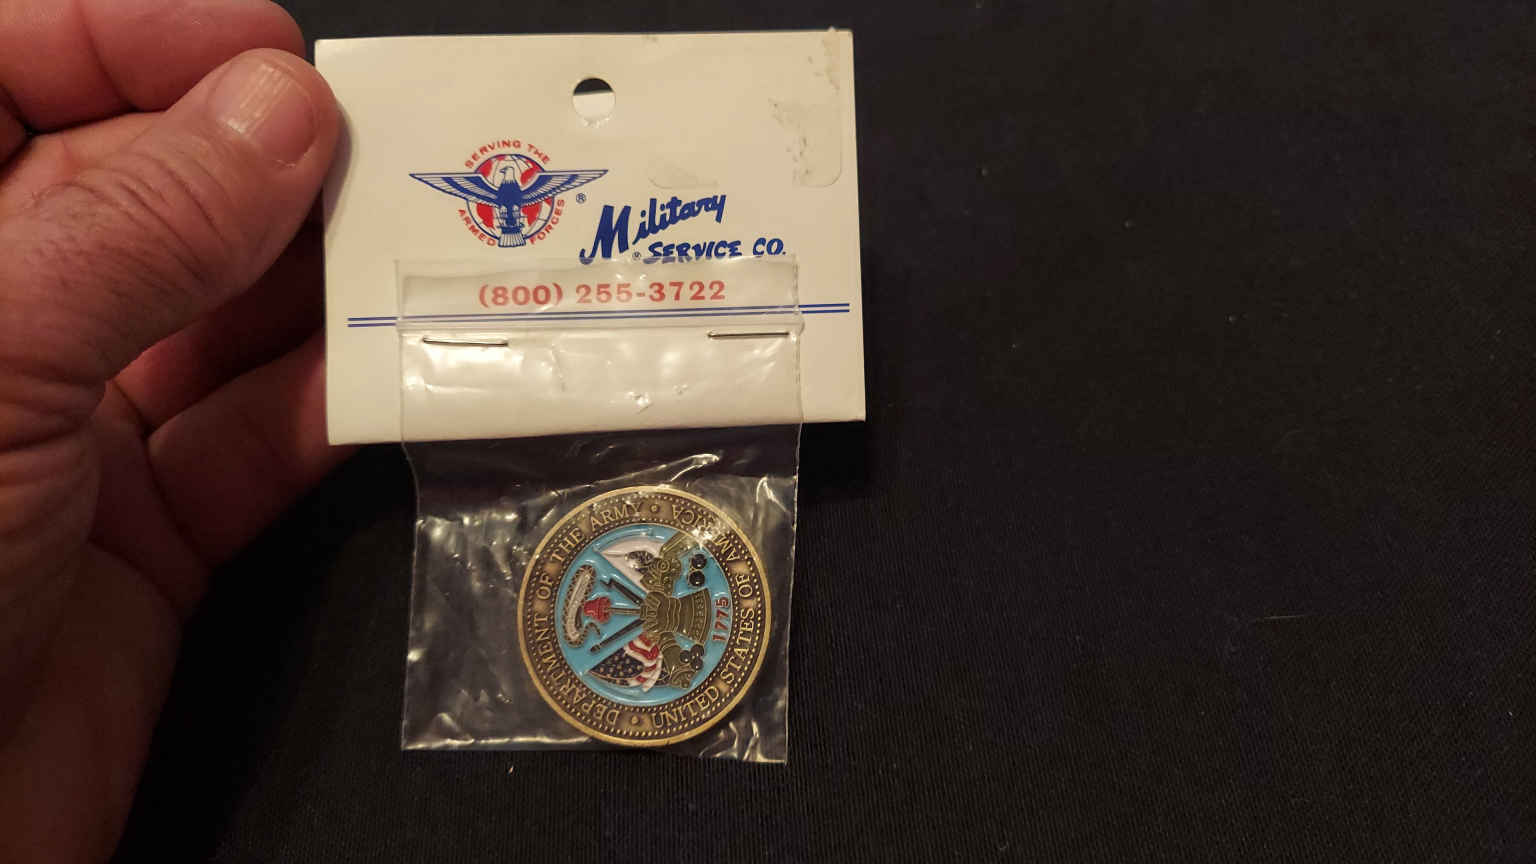 SERVING THE
ARMED FORCES
®
Military
® SERVICE CO.
(800) 255-3722
DEPARTMENT OF THE ARMY
UNITED STATES OF AMERICA
1775